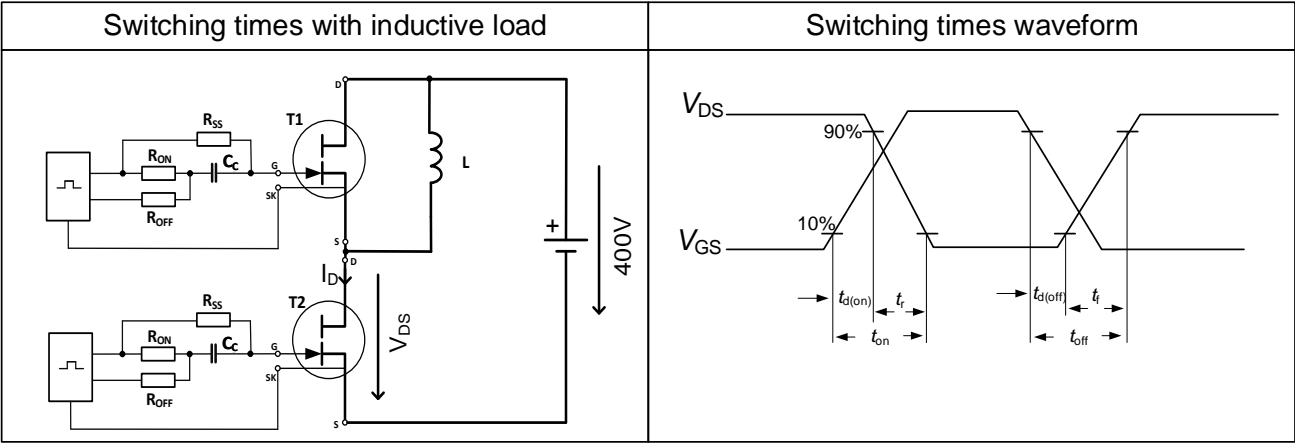 Switching times with inductive load
Switching times waveform
D
T1
RSS
RON
CC
G
ROFF
SK
L
S
D
ID
+
400V
T2
RSS
RON
CC
G
ROFF
SK
VDS
S
VDS
90%
10%
VGS
td(on)
tr
td(off)
tf
ton
toff